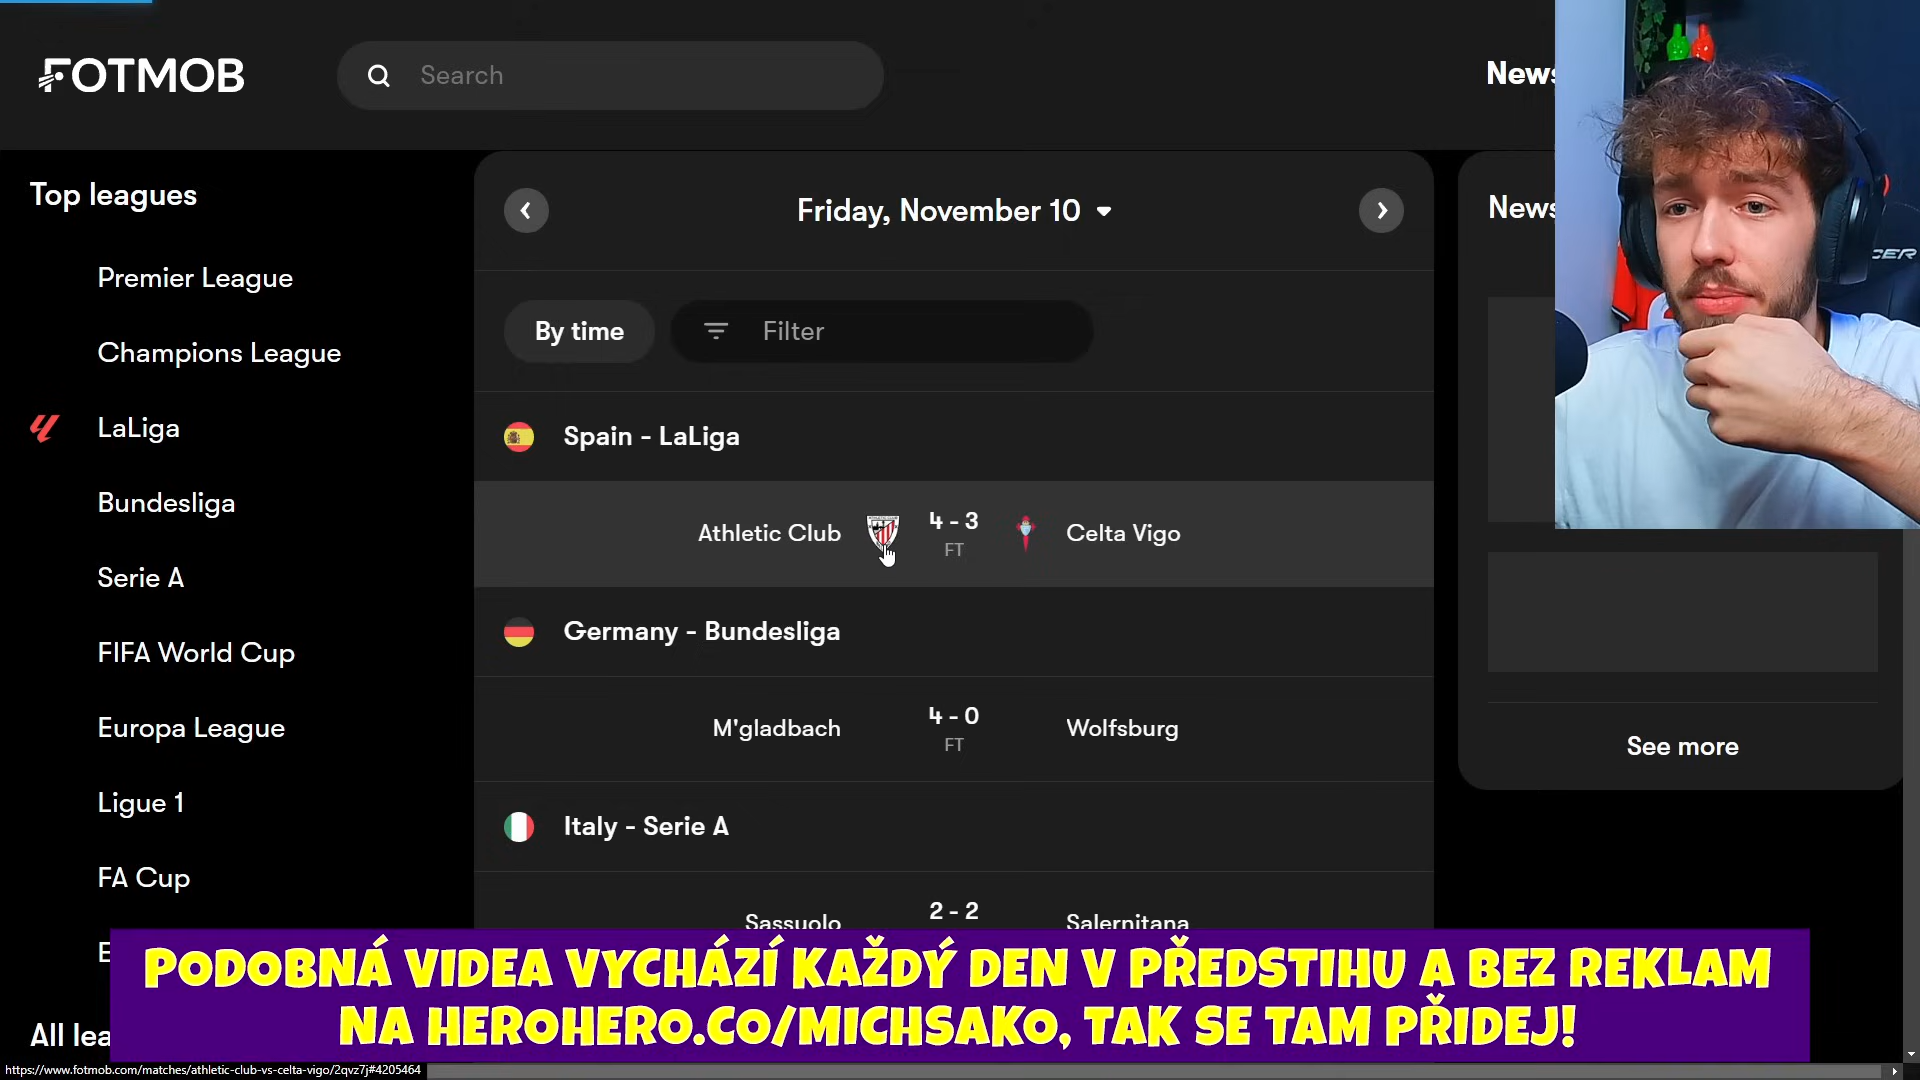 FOTMOB
Search
News
Top leagues
Premier League
Champions League
LaLiga
Bundesliga
Serie A
FIFA World Cup
Europa League
Ligue 1
FA Cup
E
All lea
Friday, November 10
By time
Filter
Spain - LaLiga
Athletic Club 4 - 3 Celta Vigo
FT
Germany - Bundesliga
M'gladbach 4 - 0 Wolfsburg
FT
Italy - Serie A
Sassuolo 2 - 2 Salernitana
News
See more
CER
PODOBNÁ VIDEA VYCHÁZÍ KAŽDÝ DEN V PŘEDSTIHU A BEZ REKLAM
NA HEROHERO.CO/MICHSAKO, TAK SE TAM PŘIDEJ!
https://www.fotmob.com/matches/athletic-club-vs-celta-vigo/2qvz7j#4205464